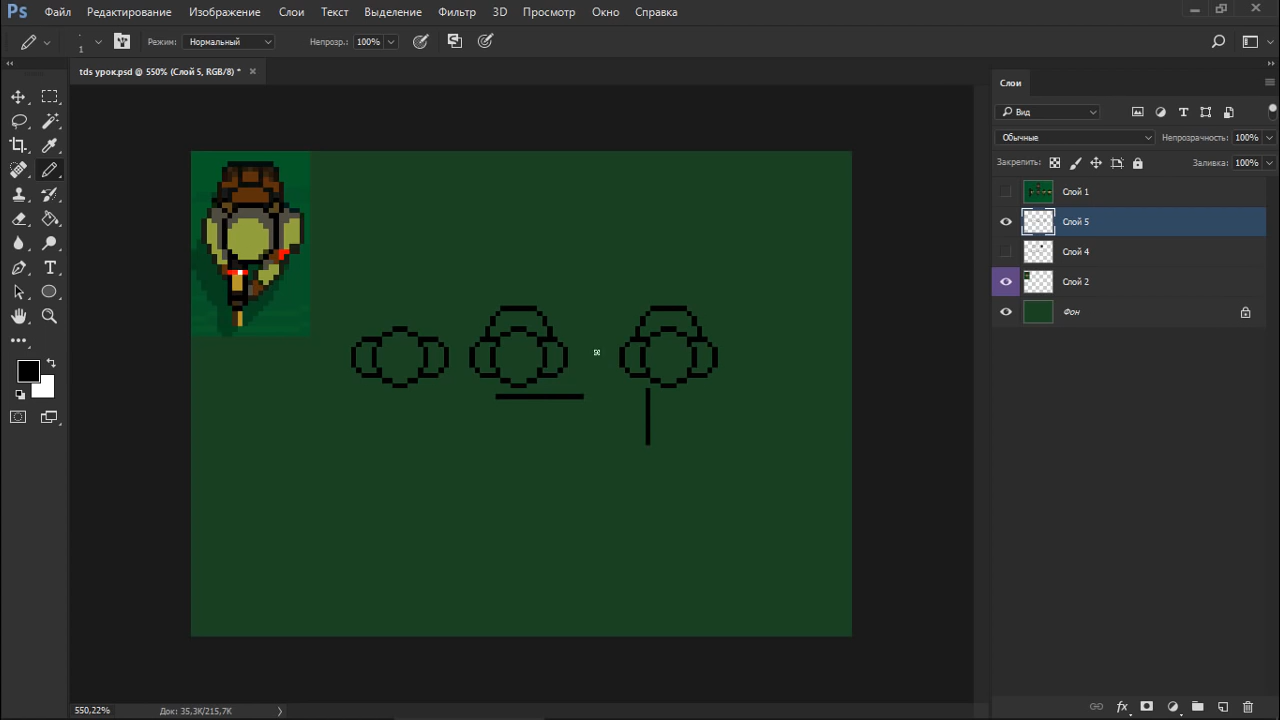 Ps Файл Редактирование Изображение Слои Текст Выделение Фильтр 3D Просмотр Окно Справка
1 Режим: Нормальный Непрозр.: 100%
tds урок.psd @ 550% (Слой 5, RGB/8) *
Слои
Вид
Обычные Непрозрачность: 100%
Закрепить: Заливка: 100%
Слой 1
Слой 5
Слой 4
Слой 2
Фон
550,22% Док: 35,3K/215,7K